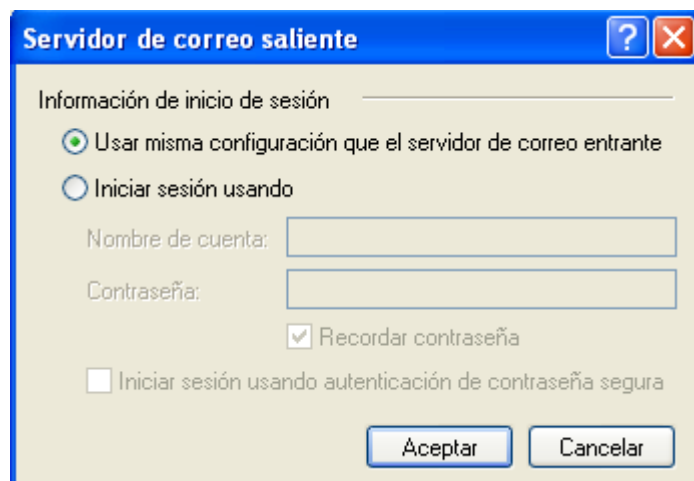 Servidor de correo saliente
Información de inicio de sesión
Usar misma configuración que el servidor de correo entrante
Iniciar sesión usando
Nombre de cuenta:
Contraseña:
Recordar contraseña
Iniciar sesión usando autenticación de contraseña segura
Aceptar Cancelar